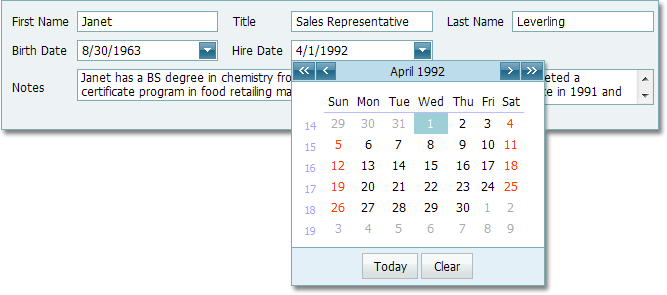 First Name Janet Title Sales Representative Last Name Leverling
Birth Date 8/30/1963 Hire Date 4/1/1992
Notes Janet has a BS degree in chemistry fro eted a
certificate program in food retailing ma e in 1991 and
April 1992
Sun Mon Tue Wed Thu Fri Sat
14 29 30 31 1 2 3 4
15 5 6 7 8 9 10 11
16 12 13 14 15 16 17 18
17 19 20 21 22 23 24 25
18 26 27 28 29 30 1 2
19 3 4 5 6 7 8 9
Today Clear